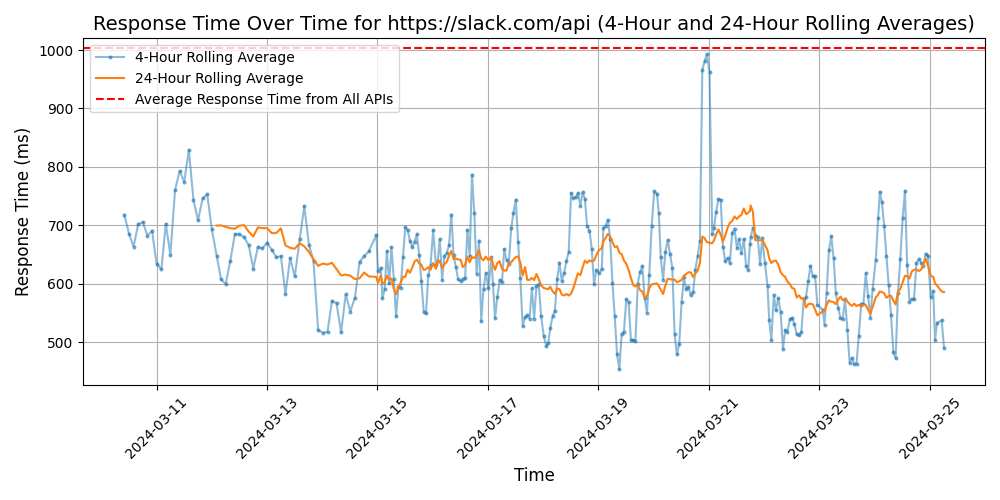 Response Time Over Time for https://slack.com/api (4-Hour and 24-Hour Rolling Averages)
4-Hour Rolling Average
24-Hour Rolling Average
Average Response Time from All APIs
Response Time (ms)
1000
900
800
700
600
500
2024-03-11
2024-03-13
2024-03-15
2024-03-17
2024-03-19
2024-03-21
2024-03-23
2024-03-25
Time